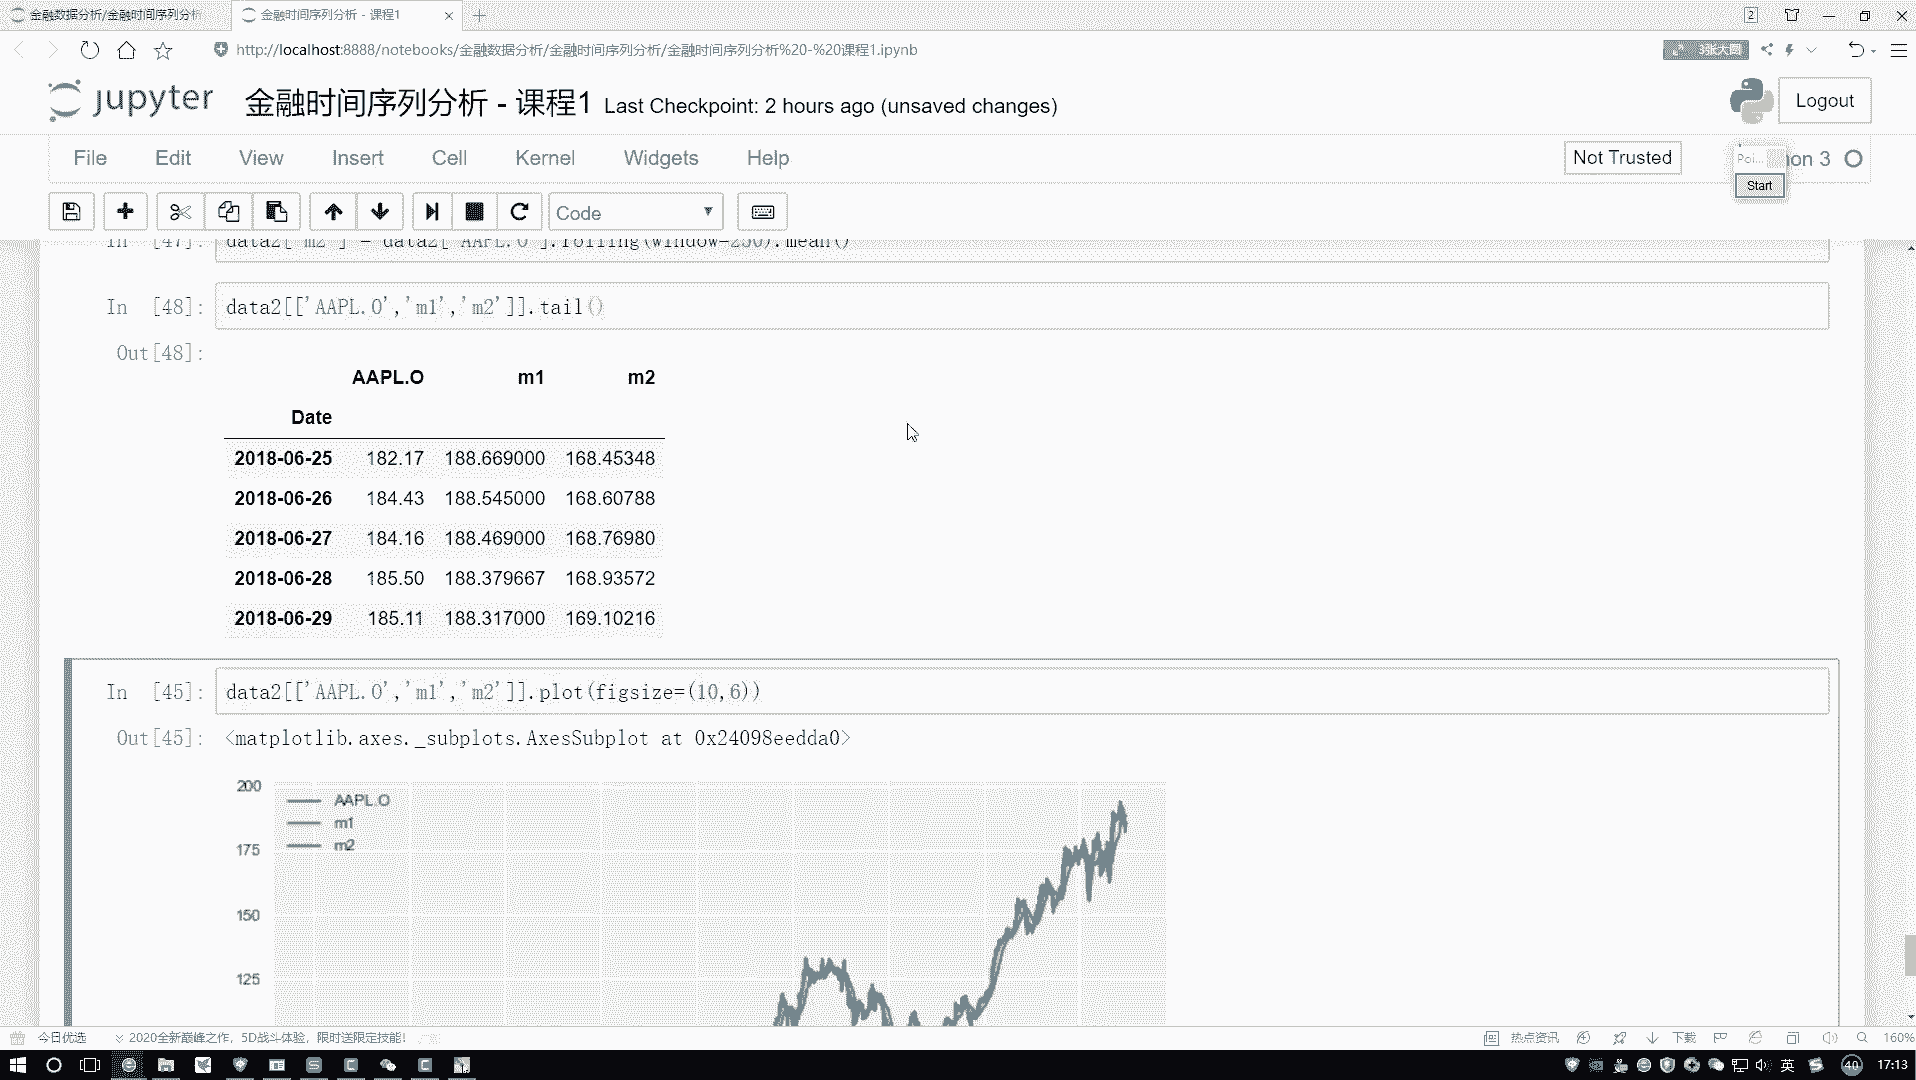 金融数据分析/金融时间序列分析
金融时间序列分析 - 课程1
2
http://localhost:8888/notebooks/金融数据分析/金融时间序列分析/金融时间序列分析%20-%20课程1.ipynb
3张大图
jupyter 金融时间序列分析 - 课程1 Last Checkpoint: 2 hours ago (unsaved changes)
Logout
File Edit View Insert Cell Kernel Widgets Help
Not Trusted
Poi... on 3
Start
Code
In [47]: data2['m2'] = data2['AAPL.O'].rolling(window=250).mean()
In [48]: data2[['AAPL.O','m1','m2']].tail()
Out[48]:
AAPL.O m1 m2
Date
2018-06-25 182.17 188.669000 168.45348
2018-06-26 184.43 188.545000 168.60788
2018-06-27 184.16 188.469000 168.76980
2018-06-28 185.50 188.379667 168.93572
2018-06-29 185.11 188.317000 169.10216
In [45]: data2[['AAPL.O','m1','m2']].plot(figsize=(10,6))
Out[45]: <matplotlib.axes._subplots.AxesSubplot at 0x24098eedda0>
200
AAPL.O
m1
m2
175
150
125
今日优选
2020全新巅峰之作，5D战斗体验，限时送限定技能！
热点资讯
下载
160%
英
40
17:13